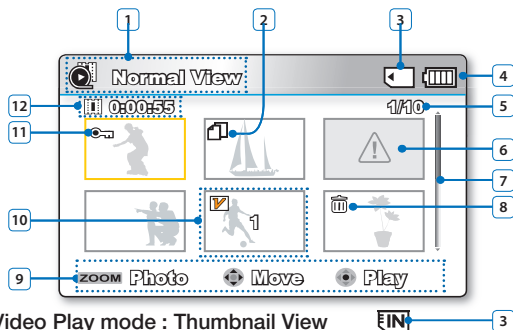 1 2 3
Normal View 4
12 0:00:55 1/10 5
11 6
7
8
10 1
9 ZOOM Photo Move Play
Video Play mode : Thumbnail View IN 3